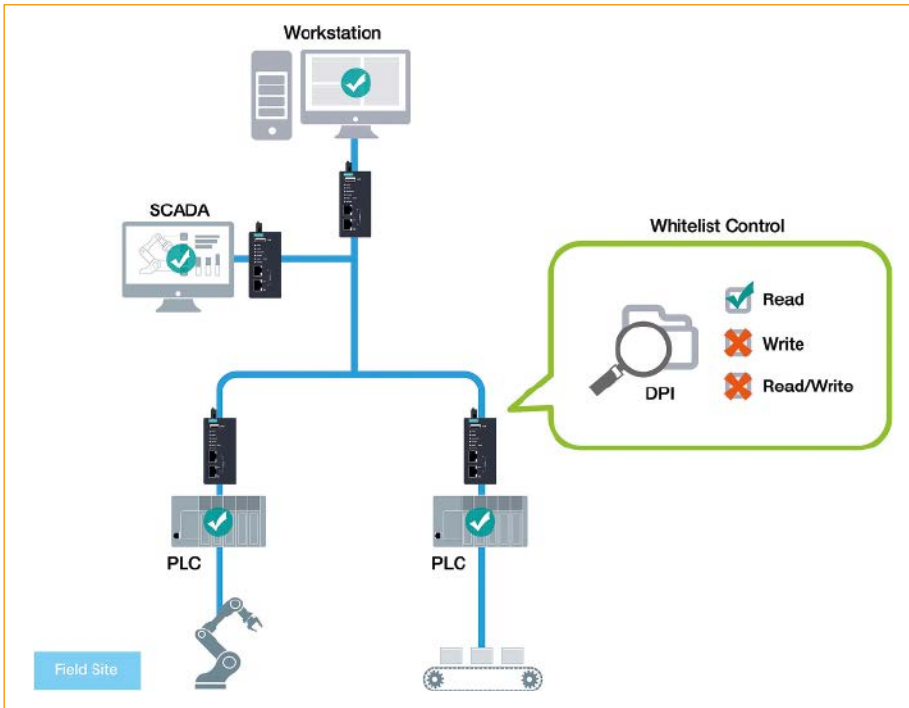 Workstation
SCADA
Whitelist Control
Read
Write
Read/Write
DPI
PLC
PLC
Field Site